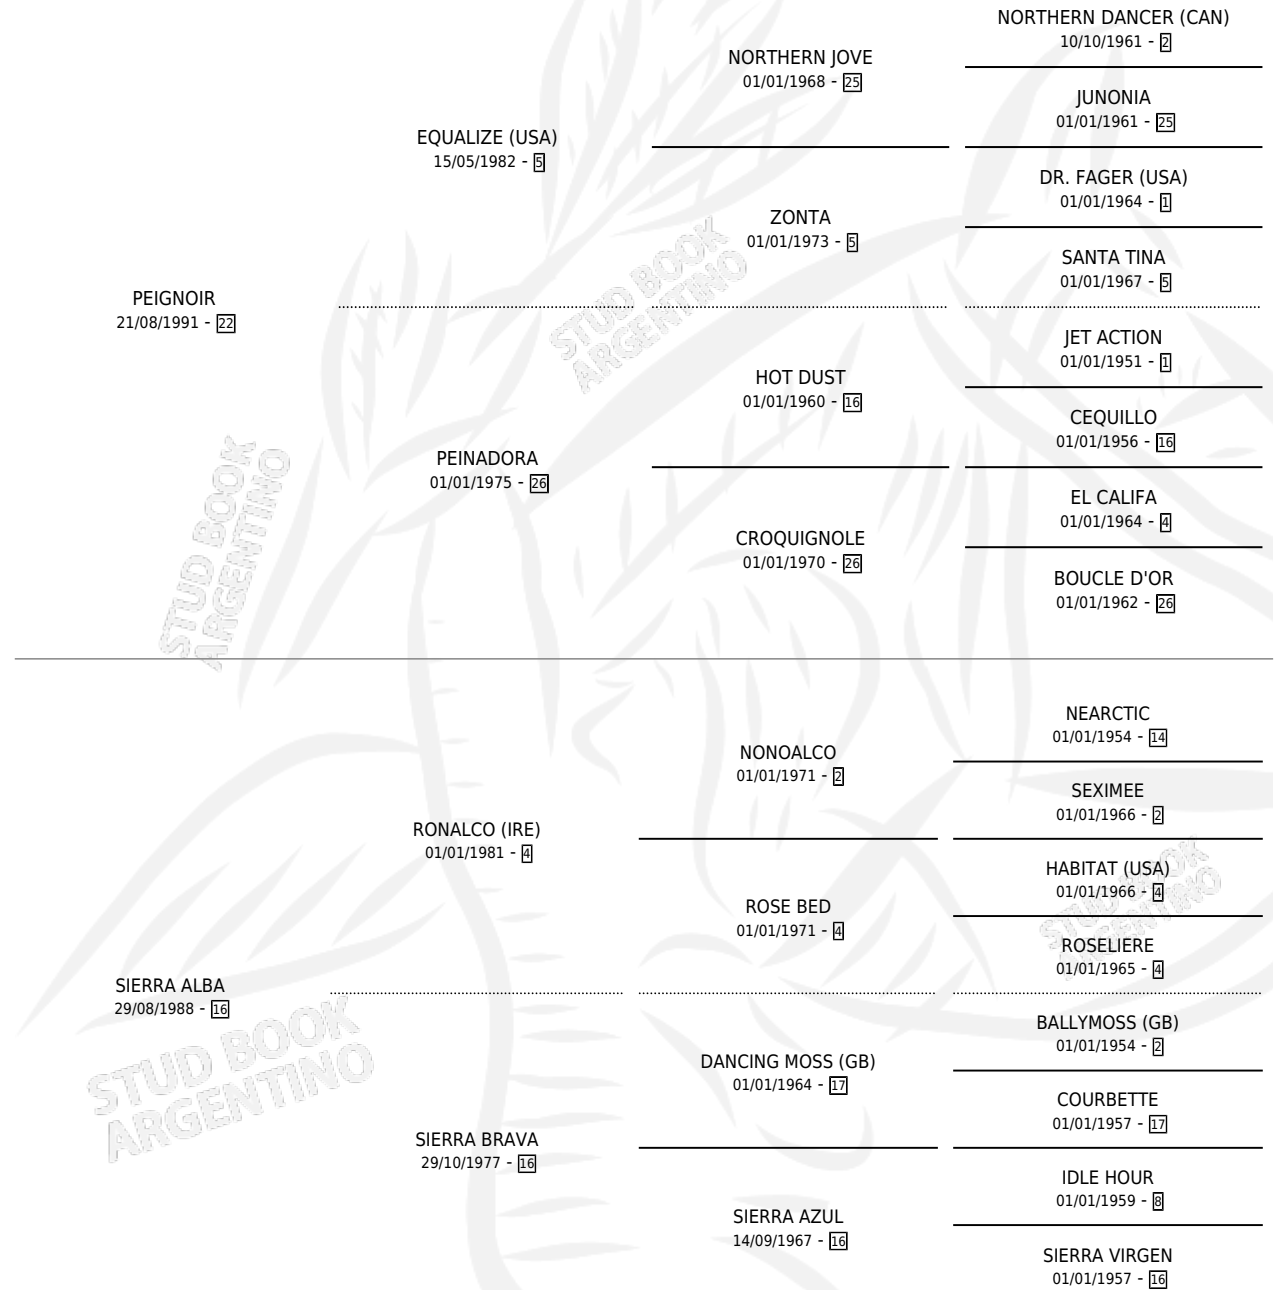 NORTHERN DANCER (CAN)
10/10/1961 - 2
NORTHERN JOVE
01/01/1968 - 25
JUNONIA
01/01/1961 - 25
EQUALIZE (USA)
15/05/1982 - 5
DR. FAGER (USA)
01/01/1964 - 1
ZONTA
01/01/1973 - 5
SANTA TINA
01/01/1967 - 5
PEIGNOIR
21/08/1991 - 22
JET ACTION
01/01/1951 - 1
HOT DUST
01/01/1960 - 16
CEQUILLO
01/01/1956 - 16
PEINADORA
01/01/1975 - 26
EL CALIFA
01/01/1964 - 4
CROQUIGNOLE
01/01/1970 - 26
BOUCLE D'OR
01/01/1962 - 26
NEARCTIC
01/01/1954 - 14
NONOALCO
01/01/1971 - 2
SEXIMEE
01/01/1966 - 2
RONALCO (IRE)
01/01/1981 - 4
HABITAT (USA)
01/01/1966 - 4
ROSE BED
01/01/1971 - 4
ROSELIERE
01/01/1965 - 4
SIERRA ALBA
29/08/1988 - 16
BALLYMOSS (GB)
01/01/1954 - 2
DANCING MOSS (GB)
01/01/1964 - 17
COURBETTE
01/01/1957 - 17
SIERRA BRAVA
29/10/1977 - 16
IDLE HOUR
01/01/1959 - 8
SIERRA AZUL
14/09/1967 - 16
SIERRA VIRGEN
01/01/1957 - 16
STUD BOOK
ARGENTINO
STUD BOOK
ARGENTINO
STUD BOOK
ARGENTINO
STUD BOOK
ARGENTINO